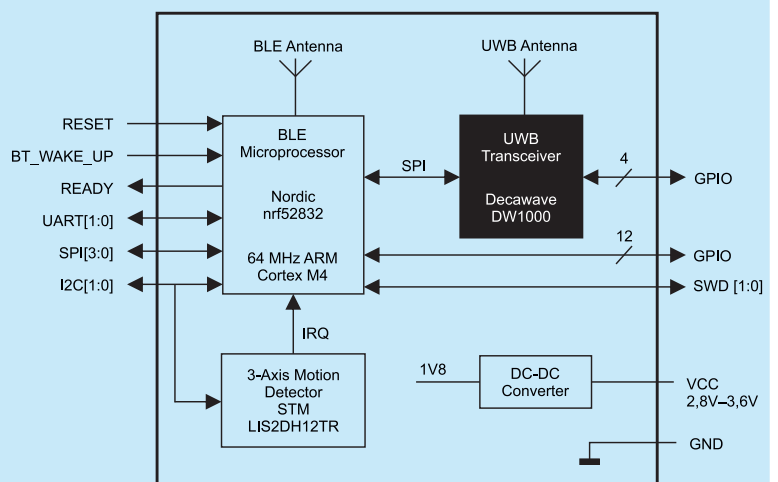 BLE Antenna
UWB Antenna
RESET
BT_WAKE_UP
READY
UART[1:0]
SPI[3:0]
I2C[1:0]
BLE
Microprocessor
Nordic
nrf52832
64 MHz ARM
Cortex M4
SPI
UWB
Transceiver
Decawave
DW1000
4
GPIO
12
GPIO
SWD [1:0]
IRQ
3-Axis Motion
Detector
STM
LIS2DH12TR
1V8
DC-DC
Converter
VCC
2,8V–3,6V
GND